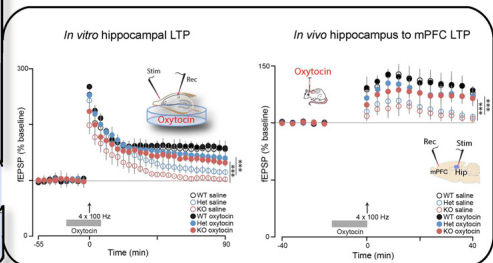 In vitro hippocampal LTP
300
fEPSP (% baseline)
0
Stim
Rec
Oxytocin
***
***
WT saline
Het saline
KO saline
WT oxytocin
Het oxytocin
KO oxytocin
4 x 100 Hz
Oxytocin
-55
0
90
Time (min)
In vivo hippocampus to mPFC LTP
150
fEPSP (% baseline)
0
Oxytocin
***
***
Rec
Stim
mPFC
Hip
WT saline
Het saline
KO saline
WT oxytocin
Het oxytocin
KO oxytocin
4 x 100 Hz
Oxytocin
-40
0
40
Time (min)